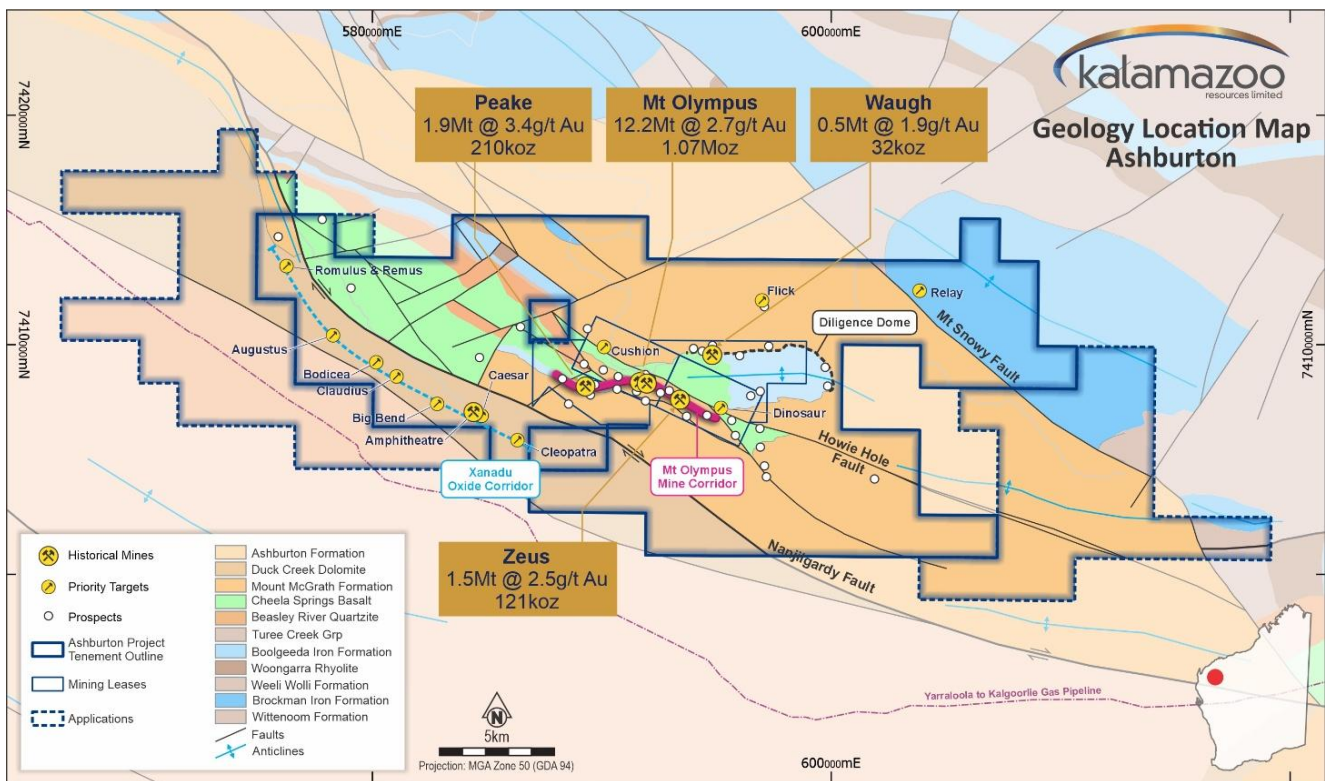 580000mE
600000mE
kalamazoo
resources limited
Geology Location Map
Ashburton
7420000mN
7410000mN
7410000mN
Peake
1.9Mt @ 3.4g/t Au
210koz
Mt Olympus
12.2Mt @ 2.7g/t Au
1.07Moz
Waugh
0.5Mt @ 1.9g/t Au
32koz
Romulus & Remus
Flick
Relay
Diligence Dome
Mt Snowy Fault
Augustus
Cushion
Bodicea
Claudius
Caesar
Big Bend
Amphitheatre
Dinosaur
Cleopatra
Howie Hole
Fault
Xanadu
Oxide Corridor
Mt Olympus
Mine Corridor
Nanjilgardy Fault
Zeus
1.5Mt @ 2.5g/t Au
121koz
Historical Mines
Priority Targets
Prospects
Ashburton Project
Tenement Outline
Mining Leases
Applications
Ashburton Formation
Duck Creek Dolomite
Mount McGrath Formation
Cheela Springs Basalt
Beasley River Quartzite
Turee Creek Grp
Boolgeeda Iron Formation
Woongarra Rhyolite
Weeli Wolli Formation
Brockman Iron Formation
Wittenoom Formation
Faults
Anticlines
N
5km
Projection: MGA Zone 50 (GDA 94)
Yarraloola to Kalgoorlie Gas Pipeline
600000mE